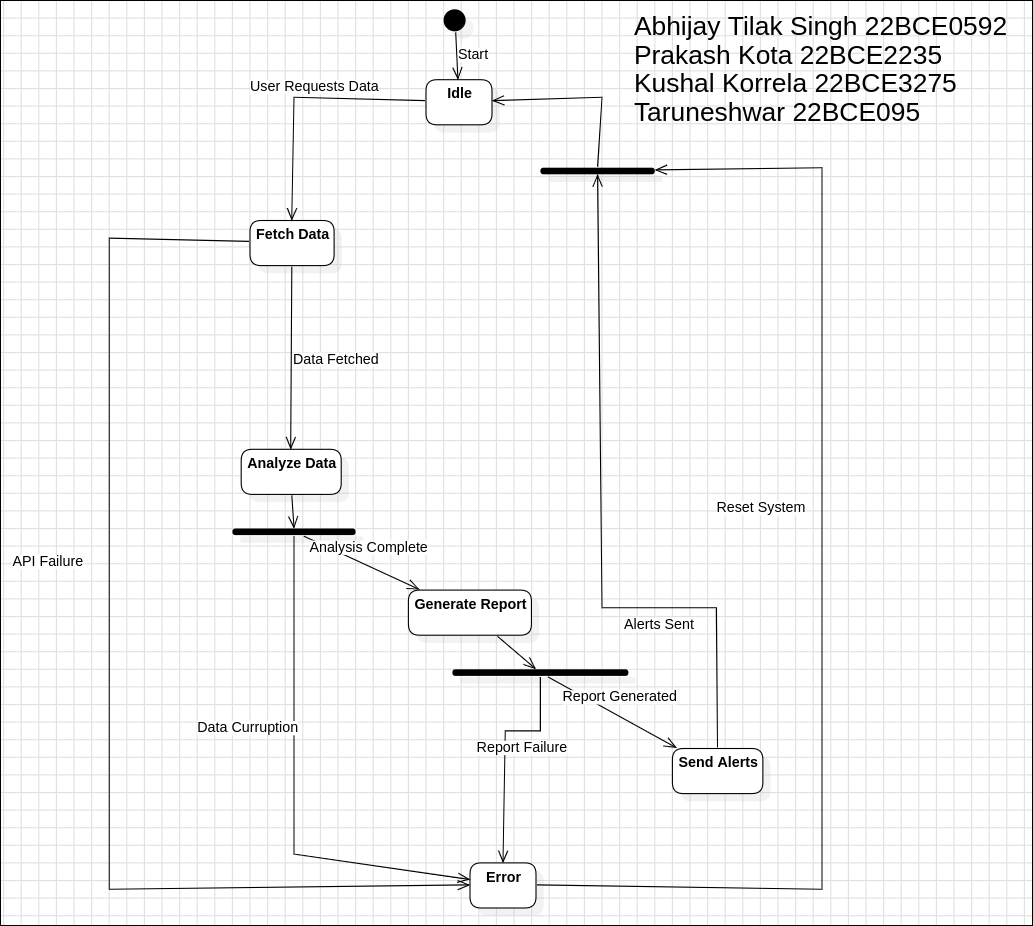 Abhijay Tilak Singh 22BCE0592
Prakash Kota 22BCE2235
Kushal Korrela 22BCE3275
Taruneshwar 22BCE095
Start
User Requests Data
Idle
Fetch Data
Data Fetched
Analyze Data
Reset System
Analysis Complete
API Failure
Generate Report
Alerts Sent
Report Generated
Data Curruption
Report Failure
Send Alerts
Error